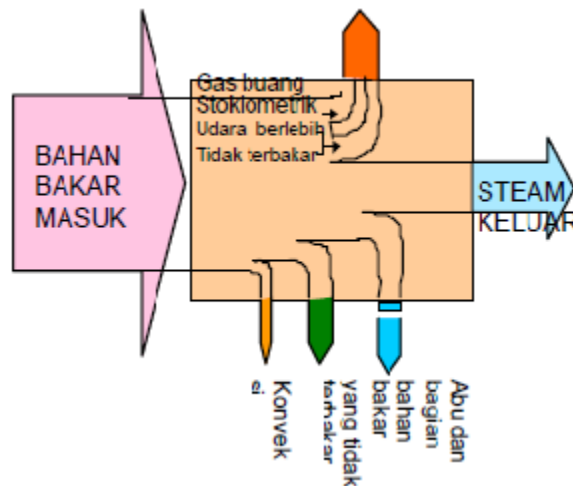 Gas buang
Stokiometrik
Udara berlebih
Tidak terbakar
BAHAN
BAKAR
MASUK
STEAM
KELUAR
Konvek
si
Abu dan
bagian
bahan
bakar
yang tidak
terbakar